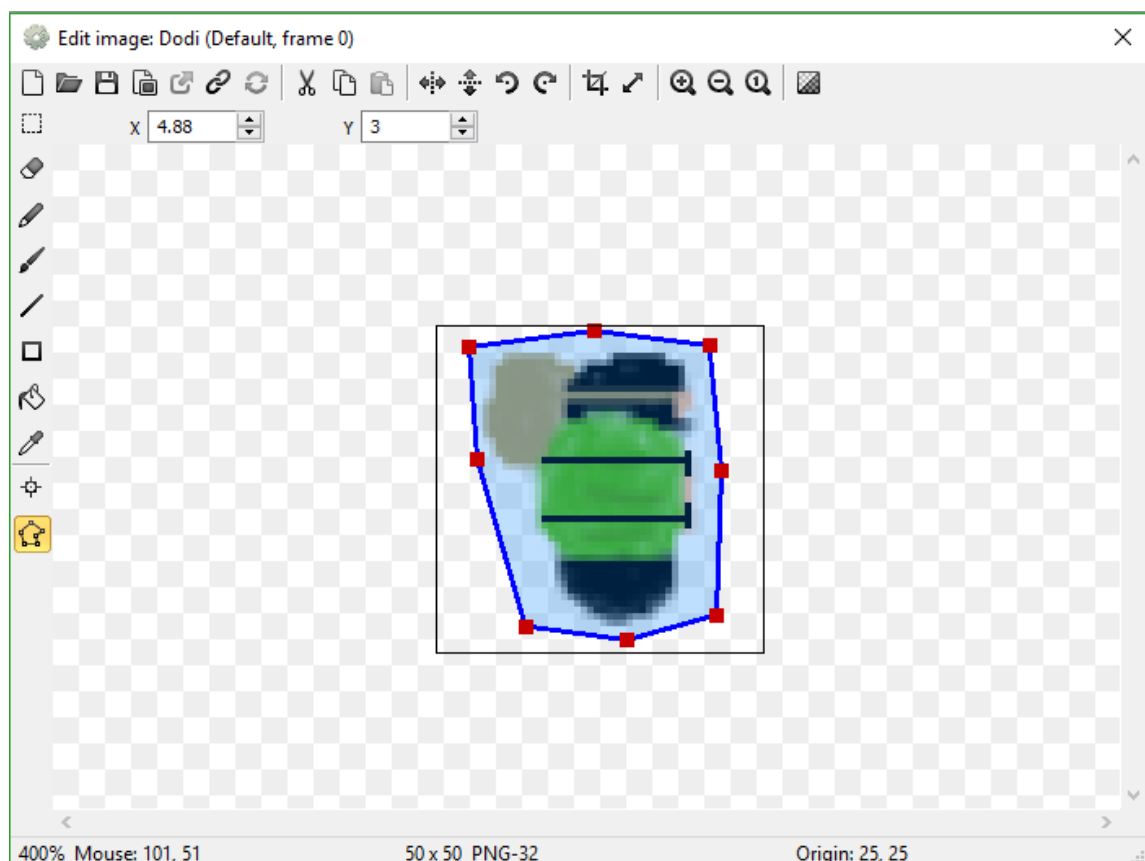 Edit image: Dodi (Default, frame 0)
X 4.88 Y 3
400% Mouse: 101, 51 50 x 50 PNG-32 Origin: 25, 25